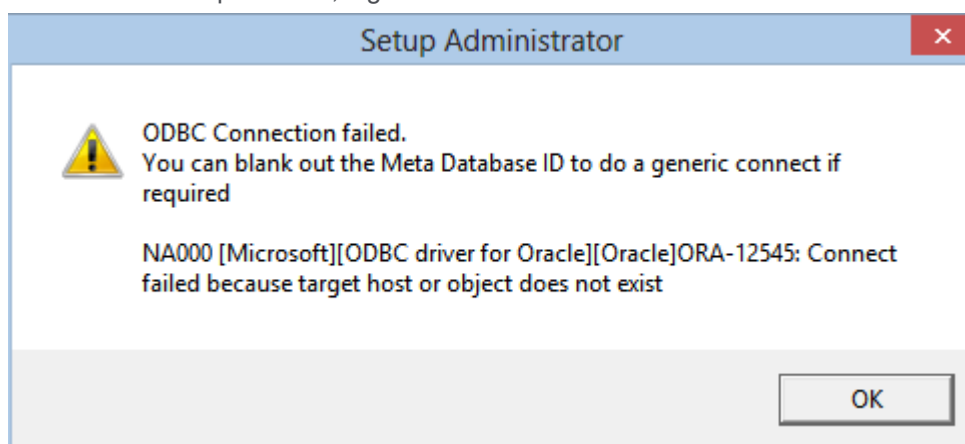 Setup Administrator
ODBC Connection failed.
You can blank out the Meta Database ID to do a generic connect if
required
NA000 [Microsoft][ODBC driver for Oracle][Oracle]ORA-12545: Connect
failed because target host or object does not exist
OK